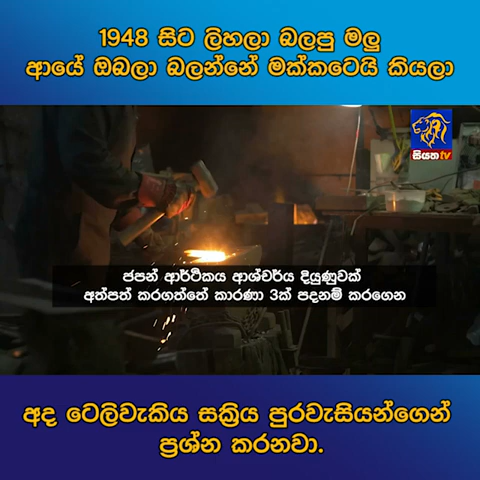 1948 සිට ලිහලා බලපු මලු
ආයේ ඔබලා බලන්නේ මක්කටෙයි කියලා
සියත tv
ජපන් ආර්ථිකය ආශ්චර්ය දියුණුවක්
අත්පත් කරගත්තේ කාරණා 3ක් පදනම් කරගෙන
අද ටෙලිවැකිය සක්‍රිය පුරවැසියන්ගෙන්
ප්‍රශ්න කරනවා.